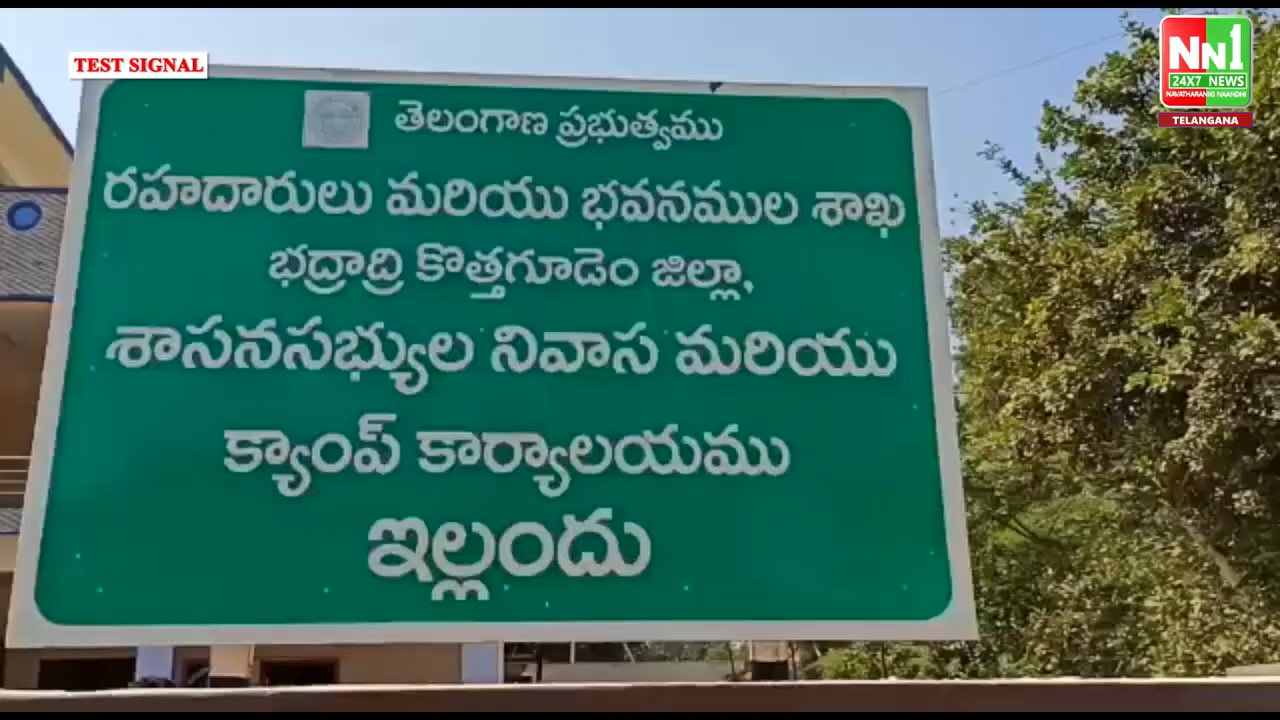 TEST SIGNAL
NN1
24X7 NEWS
NAVATHARANIKI NAANDHI
TELANGANA
తెలంగాణ ప్రభుత్వము
రహదారులు మరియు భవనముల శాఖ
భద్రాద్రి కొత్తగూడెం జిల్లా,
శాసనసభ్యుల నివాస మరియు
క్యాంప్ కార్యాలయము
ఇల్లందు